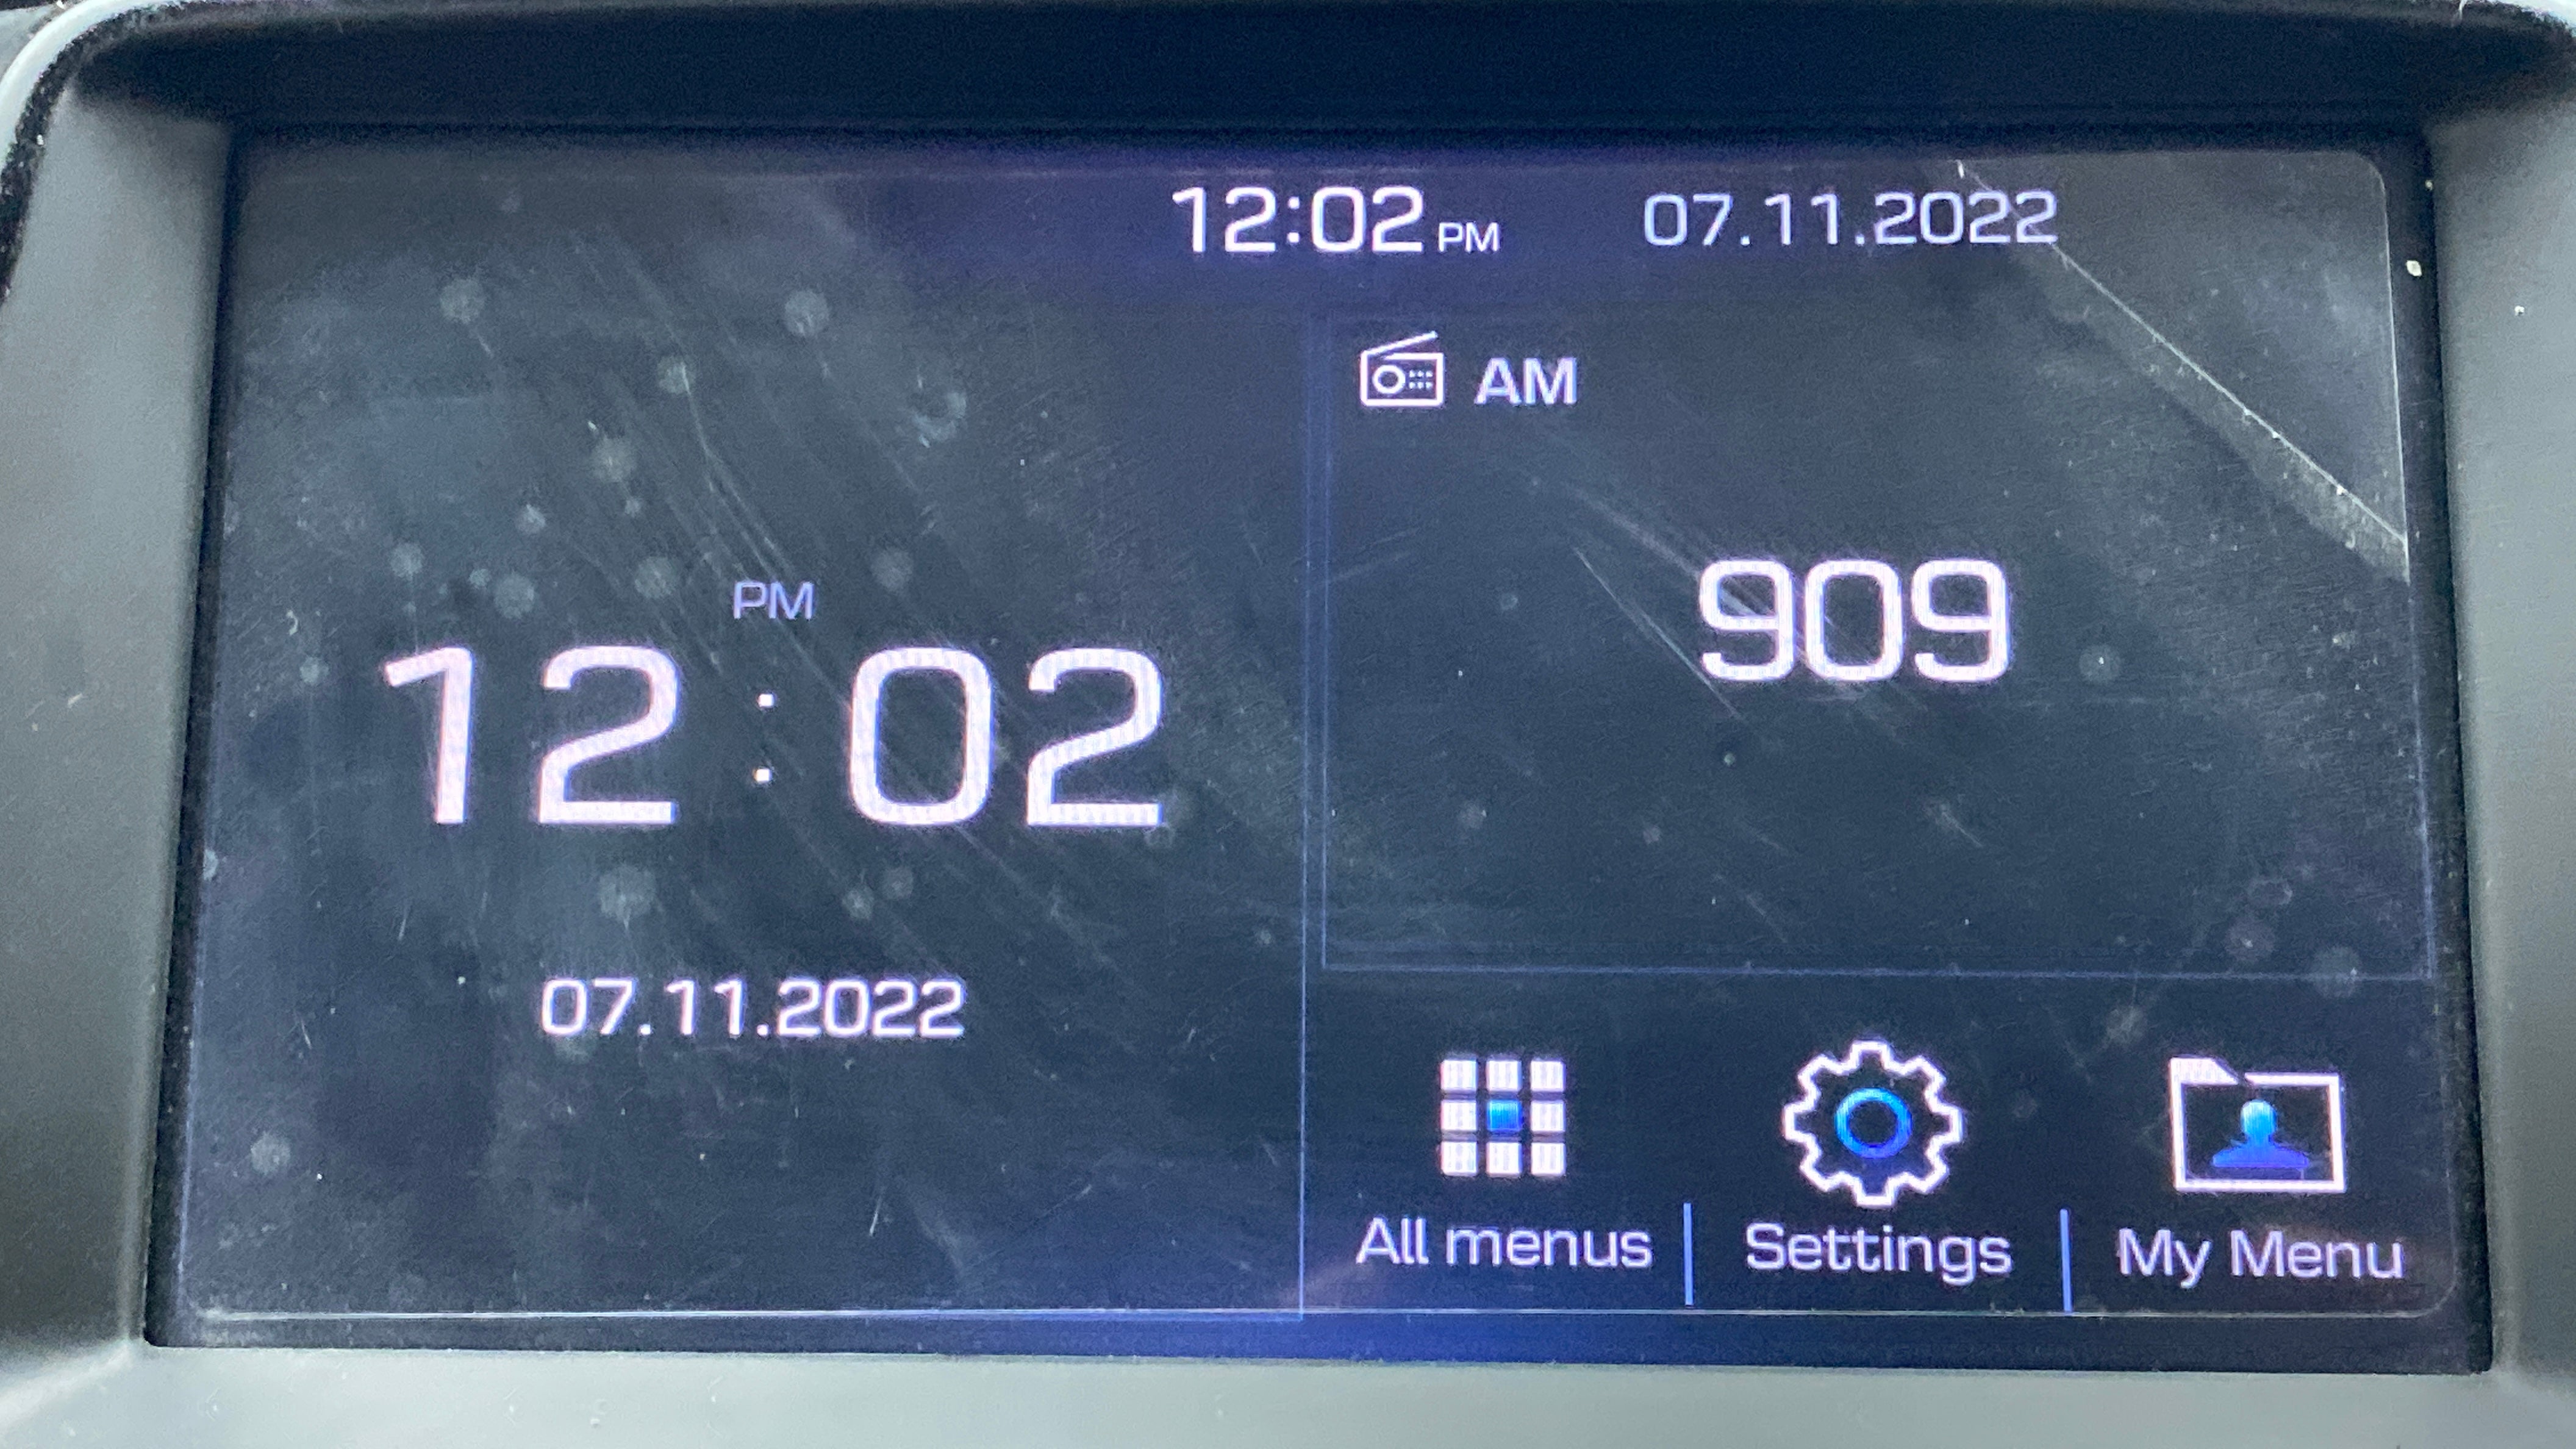 12:02 PM 07.11.2022
PM
12:02
07.11.2022
AM
909
All menus
Settings
My Menu